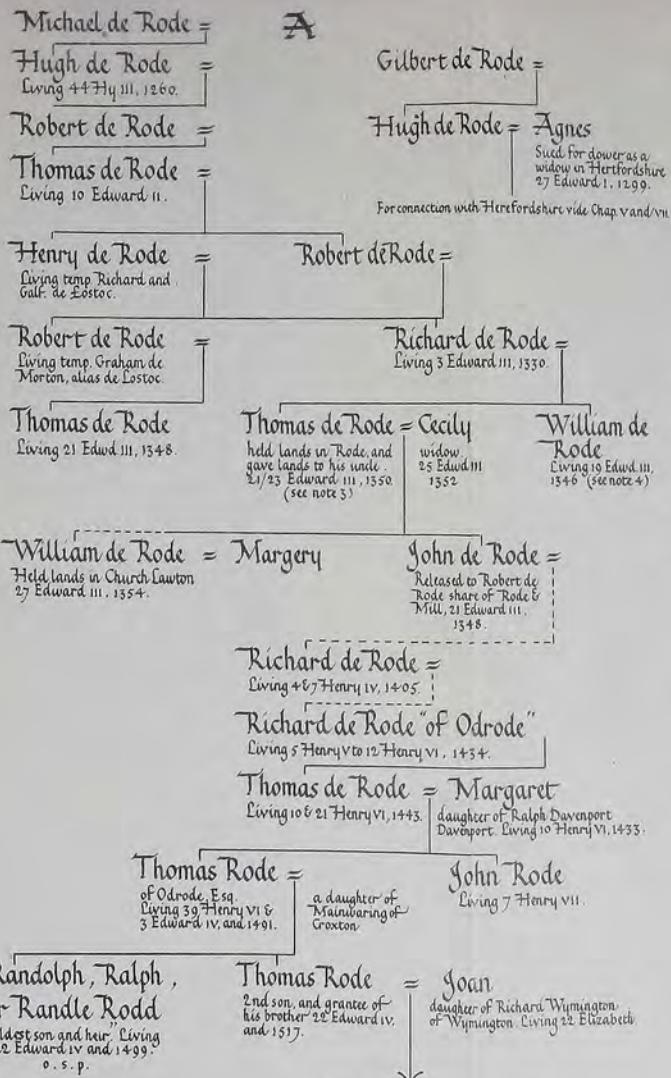 Michael de Rode =
A
Hugh de Rode =
Living 44 Hy III, 1260.
Gilbert de Rode =
Robert de Rode =
Hugh de Rode = Agnes
Sued for dower as a
widow in Hertfordshire
27 Edward I, 1299.
Thomas de Rode =
Living 10 Edward II.
For connection with Herefordshire vide Chap. V and/VII.
Henry de Rode =
Living temp Richard and
Galf. de Lostoc.
Robert de Rode =
Robert de Rode =
Living temp. Graham de
Morton, alias de Lostoc.
Richard de Rode =
Living 3 Edward III, 1330.
Thomas de Rode
Living 21 Edwd III, 1348.
Thomas de Rode = Cecily
held lands in Rode, and
gave lands to his uncle.
21/23 Edward III, 1350.
(see note 3)
widow
25 Edwd III
1352
William de
Rode
Living 19 Edwd III,
1346 (see note 4)
William de Rode = Margery
Held lands in Church Lawton
27 Edward III. 1354.
John de Rode =
Released to Robert de
Rode share of Rode &
Mill, 21 Edward III.
1348.
Richard de Rode =
Living 4 & 7 Henry IV, 1405.
Richard de Rode "of Odrode"
Living 5 Henry V to 12 Henry VI, 1434.
Thomas de Rode = Margaret
Living 10 & 21 Henry VI, 1443.
daughter of Ralph Davenport
Davenport. Living 10 Henry VI, 1433.
Thomas Rode =
of Odrode, Esq.
Living 39 Henry VI &
3 Edward IV, and 1491.
a daughter of
Mainwaring of
Croxton
John Rode
Living 7 Henry VII.
Randolph, Ralph,
r Randle Rodd
ldest son and heir." Living
2 Edward IV and 1499.
o.s.p.
Thomas Rode = Joan
2nd son, and grantee of
his brother 22 Edward IV,
and 1517.
daughter of Richard Wymington
of Wymington. Living 22 Elizabeth.